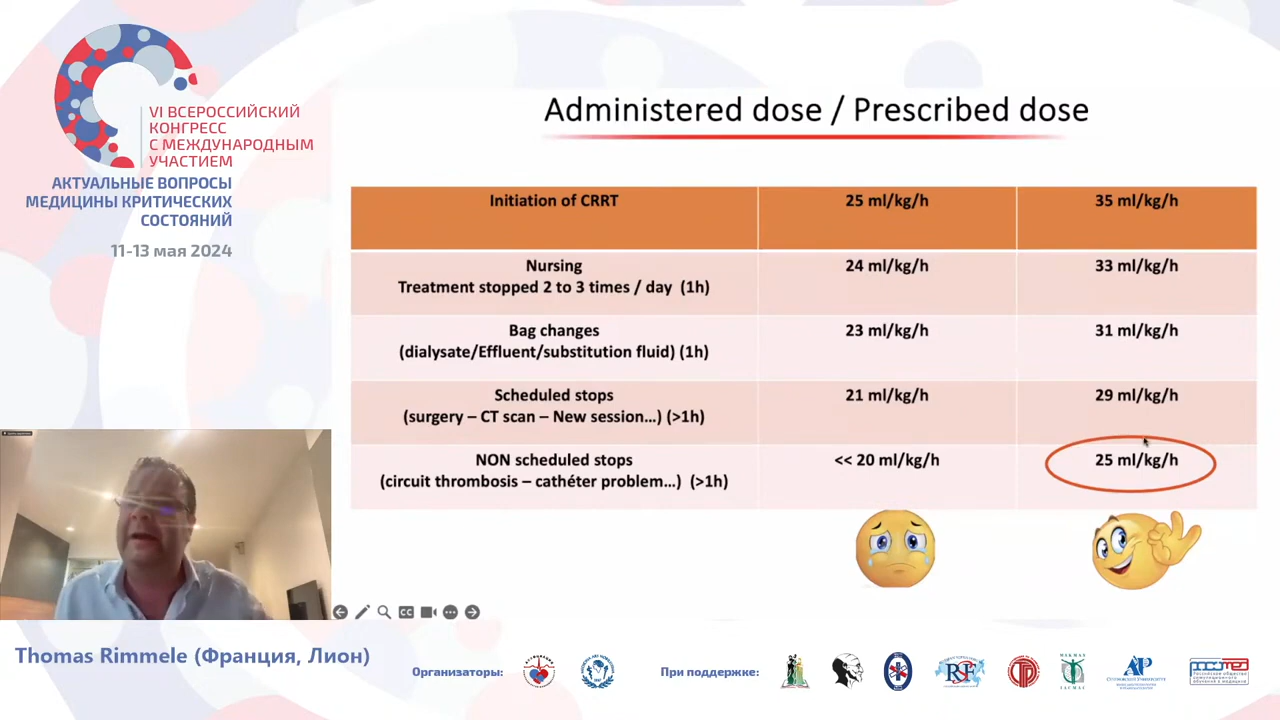 VI ВСЕРОССИЙСКИЙ
КОНГРЕСС
С МЕЖДУНАРОДНЫМ
УЧАСТИЕМ
АКТУАЛЬНЫЕ ВОПРОСЫ
МЕДИЦИНЫ КРИТИЧЕСКИХ
СОСТОЯНИЙ
11-13 мая 2024
Administered dose / Prescribed dose
Initiation of CRRT 25 ml/kg/h 35 ml/kg/h
Nursing 24 ml/kg/h 33 ml/kg/h
Treatment stopped 2 to 3 times / day (1h)
Bag changes 23 ml/kg/h 31 ml/kg/h
(dialysate/Effluent/substitution fluid) (1h)
Scheduled stops 21 ml/kg/h 29 ml/kg/h
(surgery – CT scan – New session…) (>1h)
NON scheduled stops << 20 ml/kg/h 25 ml/kg/h
(circuit thrombosis – cathéter problem…) (>1h)
CC
Thomas Rimmele (Франция, Лион)
Организаторы:
При поддержке: